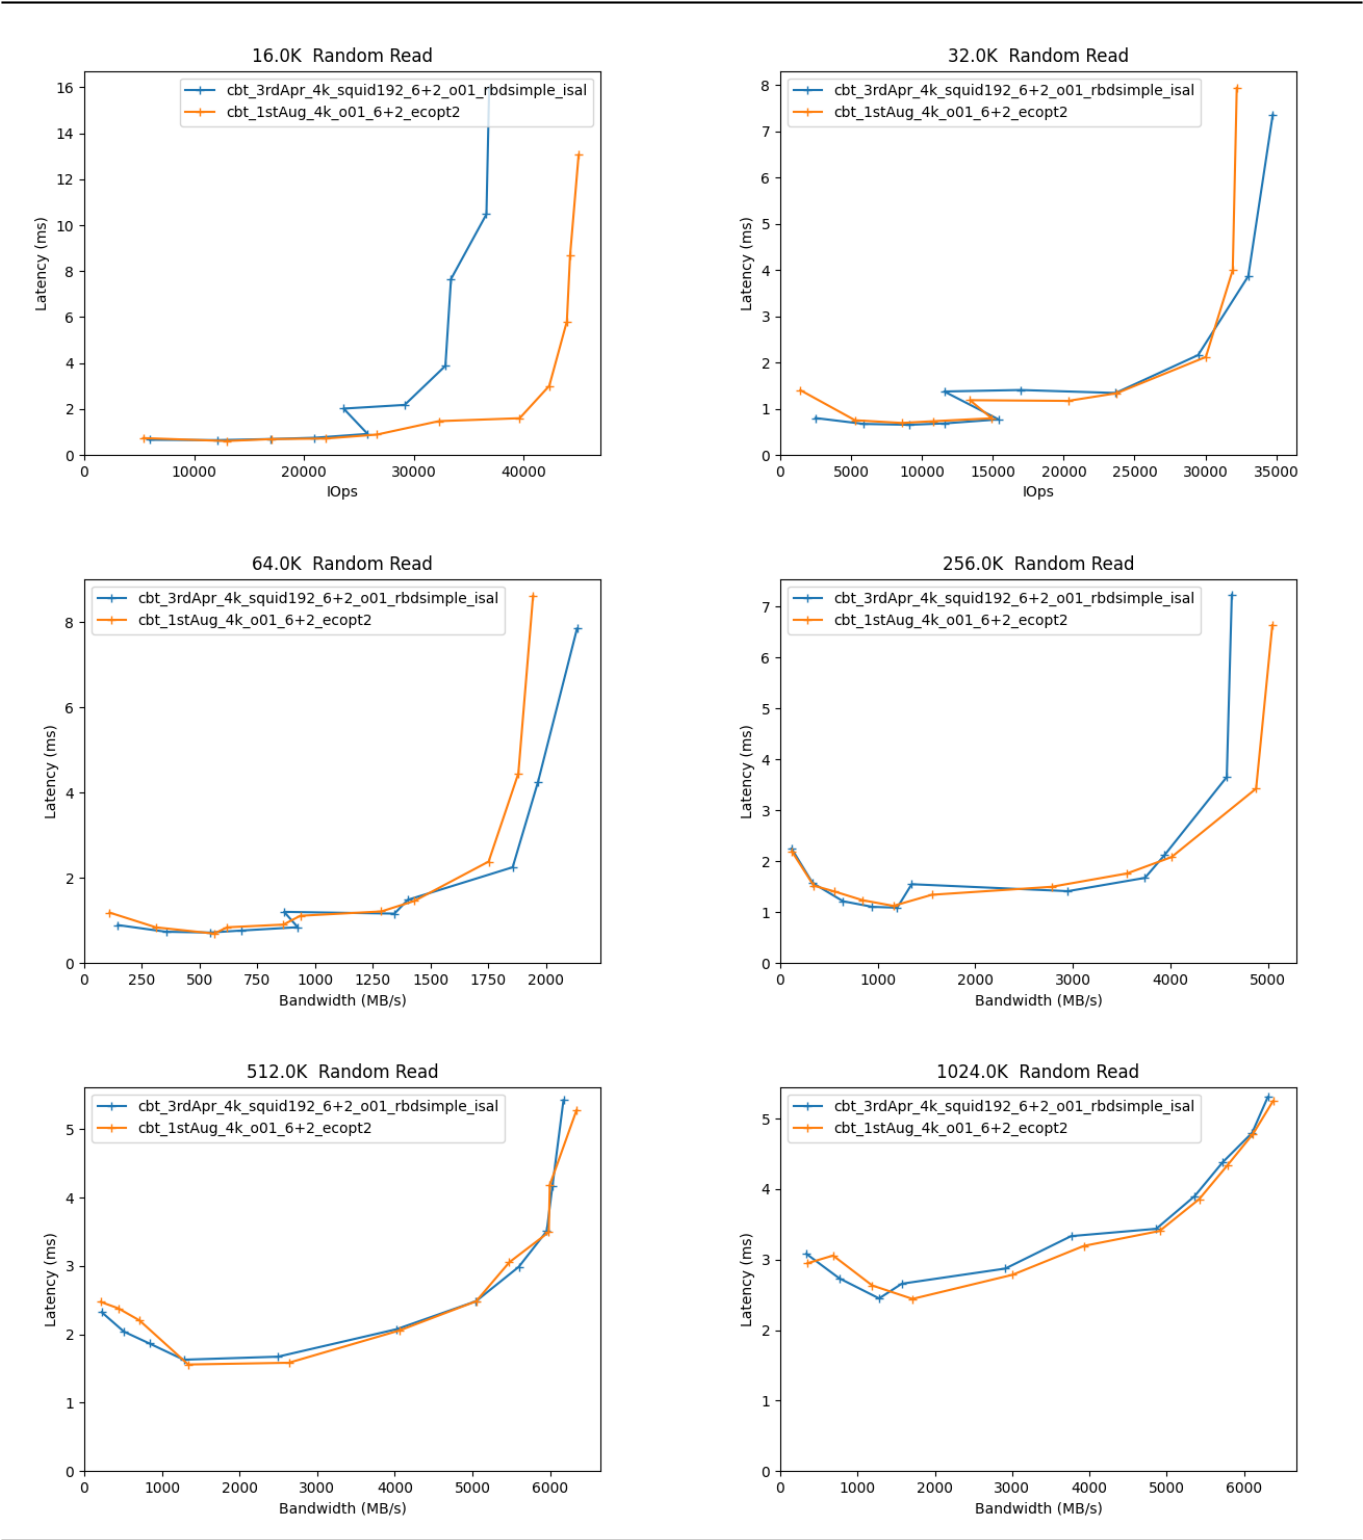 16.0K  Random Read
cbt_3rdApr_4k_squid192_6+2_o01_rbdsimple_isal
cbt_1stAug_4k_o01_6+2_ecopt2
Latency (ms)
16
14
12
10
8
6
4
2
0
0 10000 20000 30000 40000
IOps
32.0K  Random Read
cbt_3rdApr_4k_squid192_6+2_o01_rbdsimple_isal
cbt_1stAug_4k_o01_6+2_ecopt2
Latency (ms)
8
7
6
5
4
3
2
1
0
0 5000 10000 15000 20000 25000 30000 35000
IOps
64.0K  Random Read
cbt_3rdApr_4k_squid192_6+2_o01_rbdsimple_isal
cbt_1stAug_4k_o01_6+2_ecopt2
Latency (ms)
8
6
4
2
0
0 250 500 750 1000 1250 1500 1750 2000
Bandwidth (MB/s)
256.0K  Random Read
cbt_3rdApr_4k_squid192_6+2_o01_rbdsimple_isal
cbt_1stAug_4k_o01_6+2_ecopt2
Latency (ms)
7
6
5
4
3
2
1
0
0 1000 2000 3000 4000 5000
Bandwidth (MB/s)
512.0K  Random Read
cbt_3rdApr_4k_squid192_6+2_o01_rbdsimple_isal
cbt_1stAug_4k_o01_6+2_ecopt2
Latency (ms)
5
4
3
2
1
0
0 1000 2000 3000 4000 5000 6000
Bandwidth (MB/s)
1024.0K  Random Read
cbt_3rdApr_4k_squid192_6+2_o01_rbdsimple_isal
cbt_1stAug_4k_o01_6+2_ecopt2
Latency (ms)
5
4
3
2
1
0
0 1000 2000 3000 4000 5000 6000
Bandwidth (MB/s)